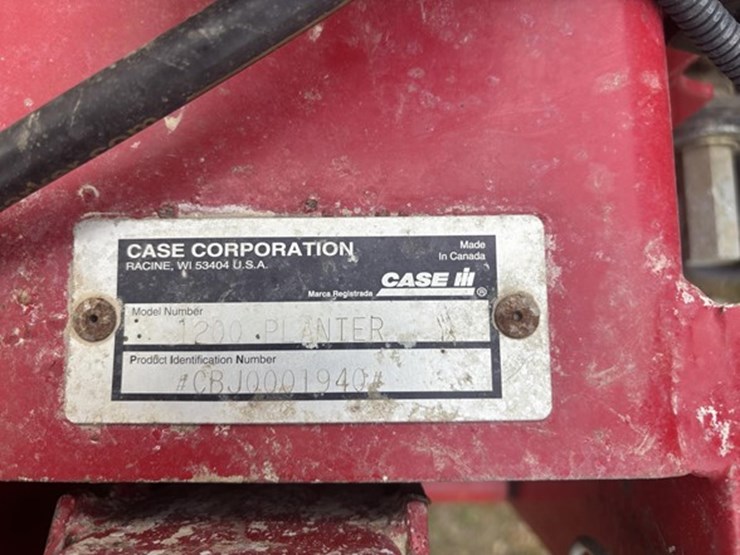 CASE CORPORATION
RACINE, WI 53404 U.S.A.
Made
In Canada
CASE IH
Marca Registrada ®
Model Number
1200 PLANTER
Product Identification Number
#CBJ0001940#